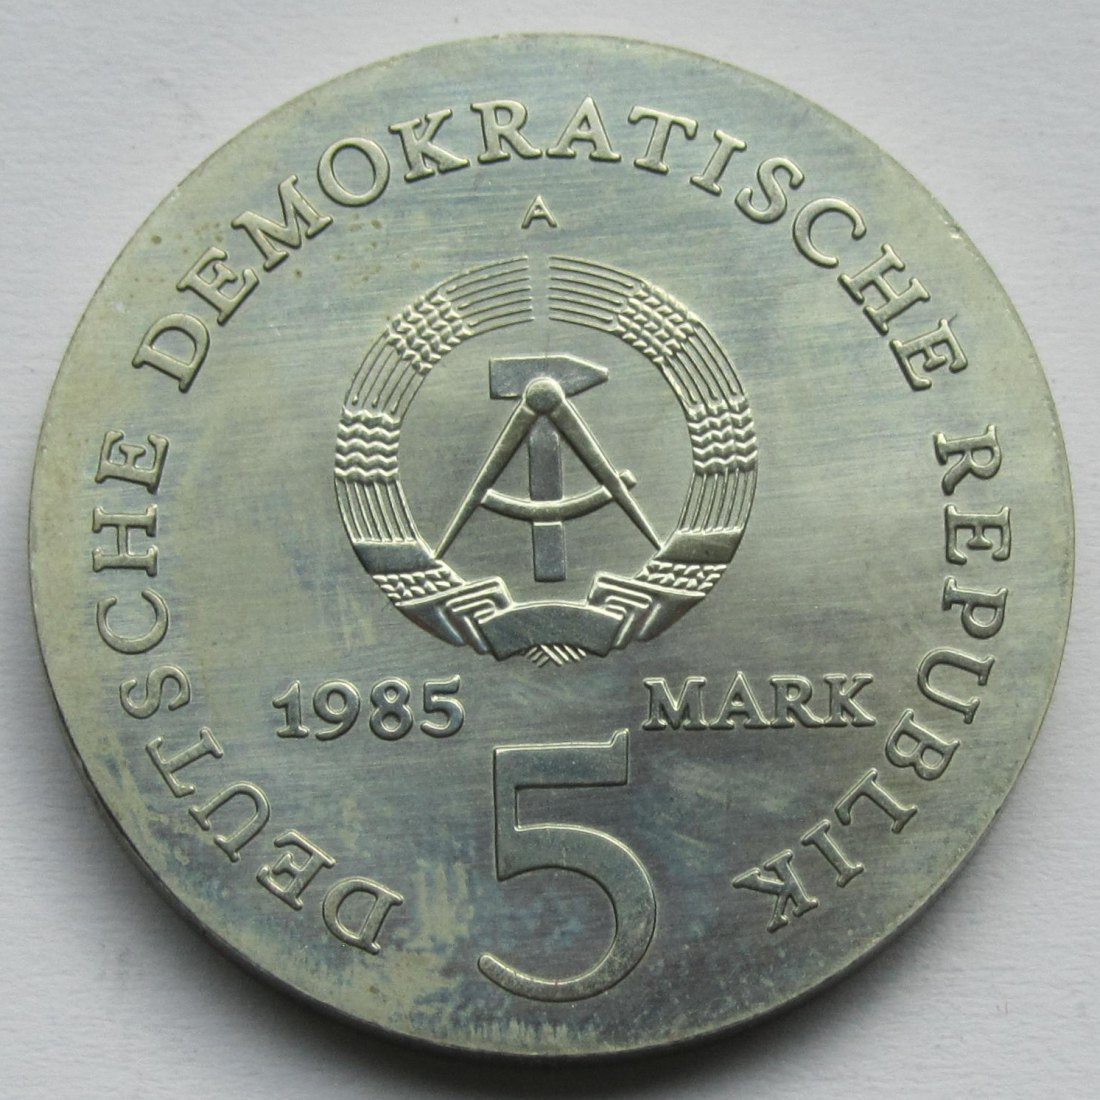 DEUTSCHE DEMOKRATISCHE REPUBLIK
A
1985 MARK
5